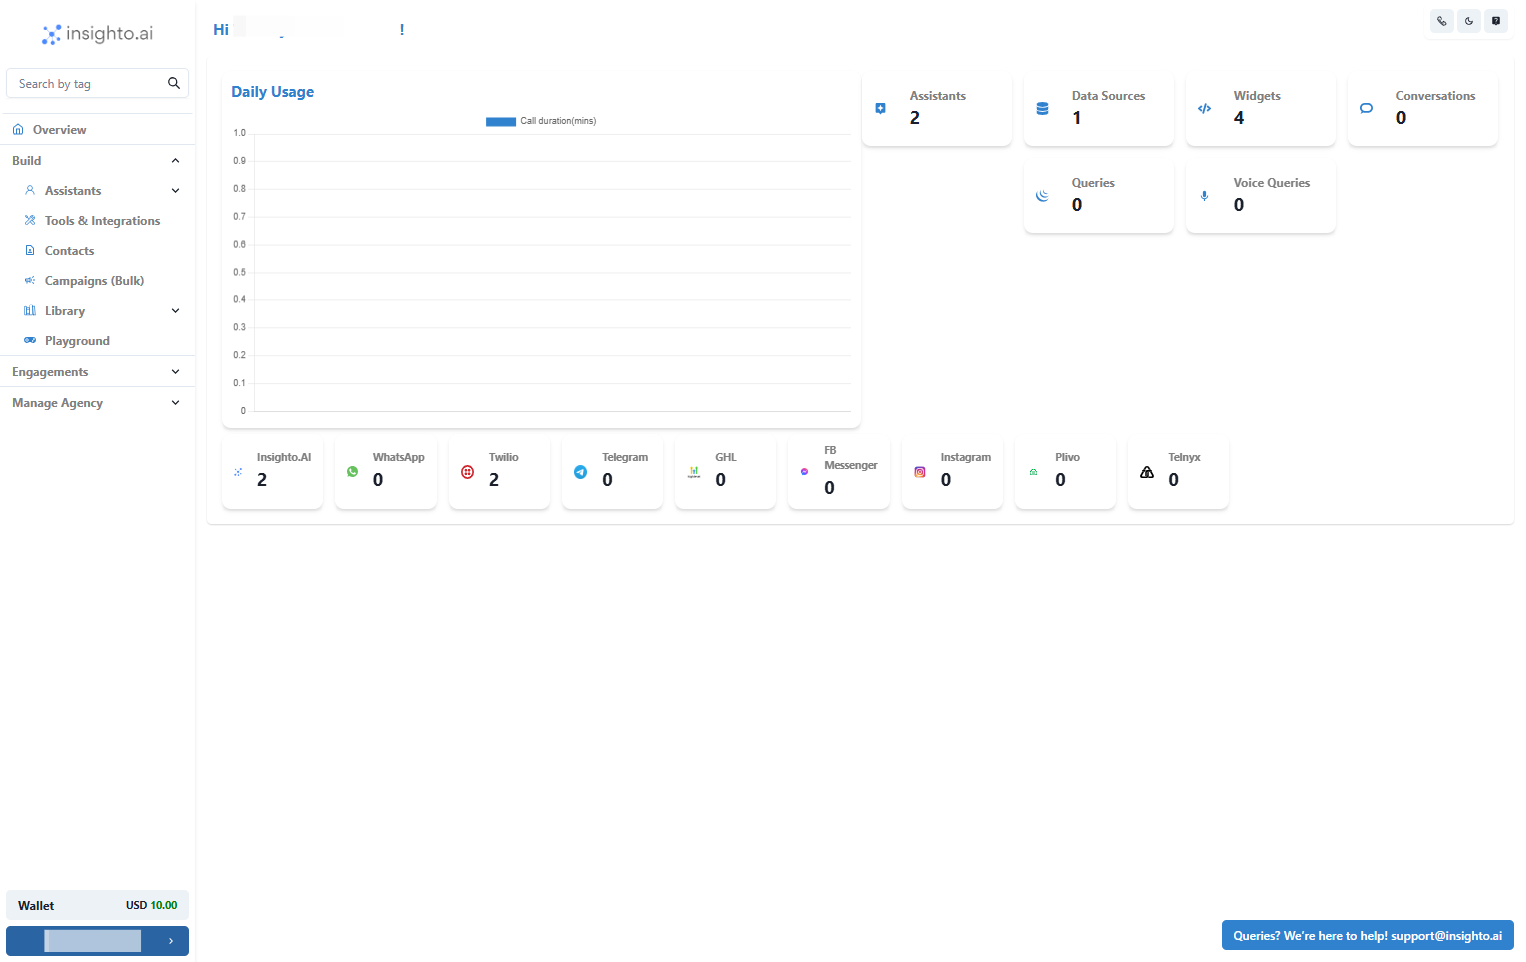 insighto.ai
Search by tag
Overview
Build
Assistants
Tools & Integrations
Contacts
Campaigns (Bulk)
Library
Playground
Engagements
Manage Agency
Wallet USD 10.00
Hi !
Daily Usage
Call duration(mins)
1.0
0.9
0.8
0.7
0.6
0.5
0.4
0.3
0.2
0.1
0
Assistants
2
Data Sources
1
Widgets
4
Conversations
0
Queries
0
Voice Queries
0
Insighto.AI
2
WhatsApp
0
Twilio
2
Telegram
0
GHL
0
FB
Messenger
0
Instagram
0
Plivo
0
Telnyx
0
Queries? We're here to help! support@insighto.ai